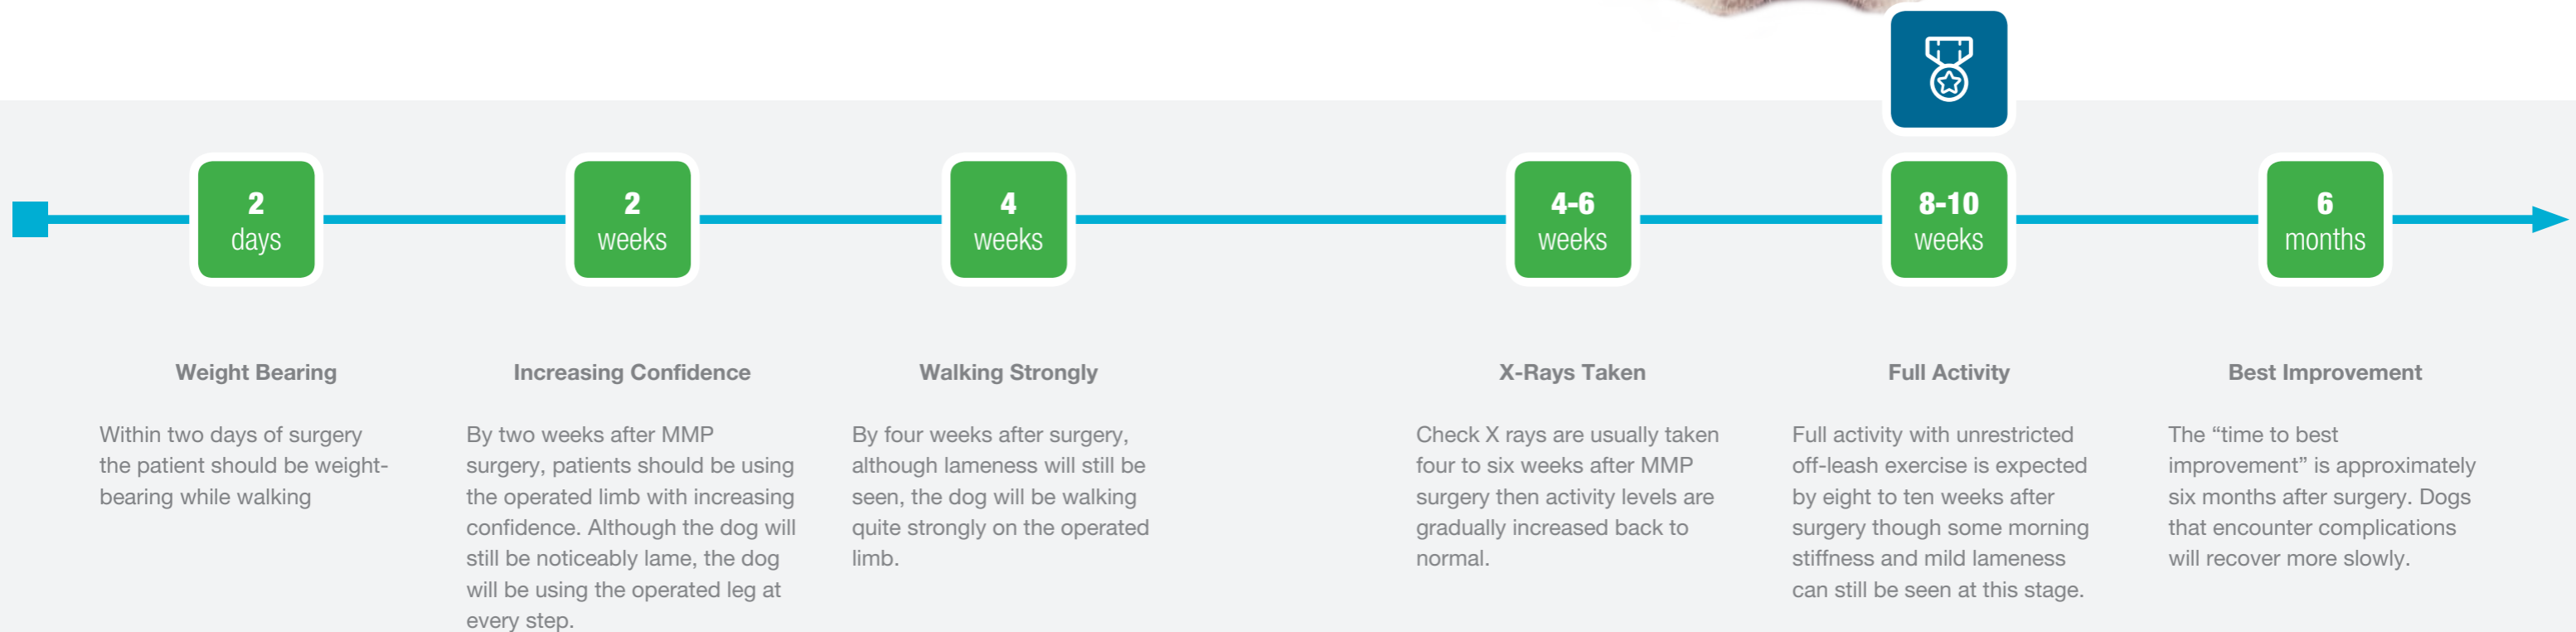 2
days
2
weeks
4
weeks
4-6
weeks
8-10
weeks
6
months
Weight Bearing
Within two days of surgery
the patient should be weight-
bearing while walking
Increasing Confidence
By two weeks after MMP
surgery, patients should be using
the operated limb with increasing
confidence. Although the dog will
still be noticeably lame, the dog
will be using the operated leg at
every step.
Walking Strongly
By four weeks after surgery,
although lameness will still be
seen, the dog will be walking
quite strongly on the operated
limb.
X-Rays Taken
Check X rays are usually taken
four to six weeks after MMP
surgery then activity levels are
gradually increased back to
normal.
Full Activity
Full activity with unrestricted
off-leash exercise is expected
by eight to ten weeks after
surgery though some morning
stiffness and mild lameness
can still be seen at this stage.
Best Improvement
The “time to best
improvement” is approximately
six months after surgery. Dogs
that encounter complications
will recover more slowly.